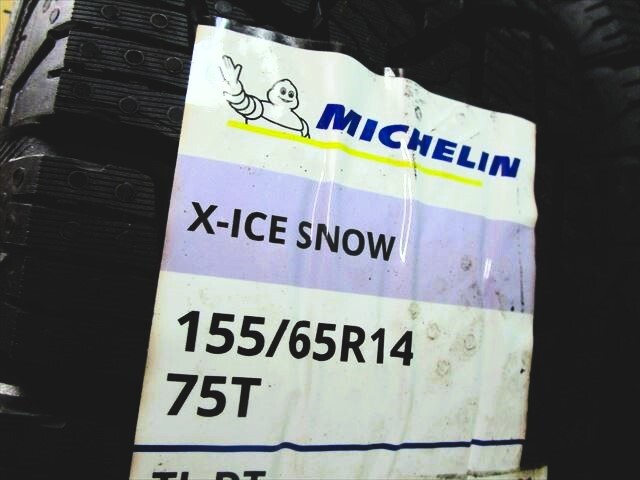 MICHELIN
X-ICE SNOW
155/65R14
75T